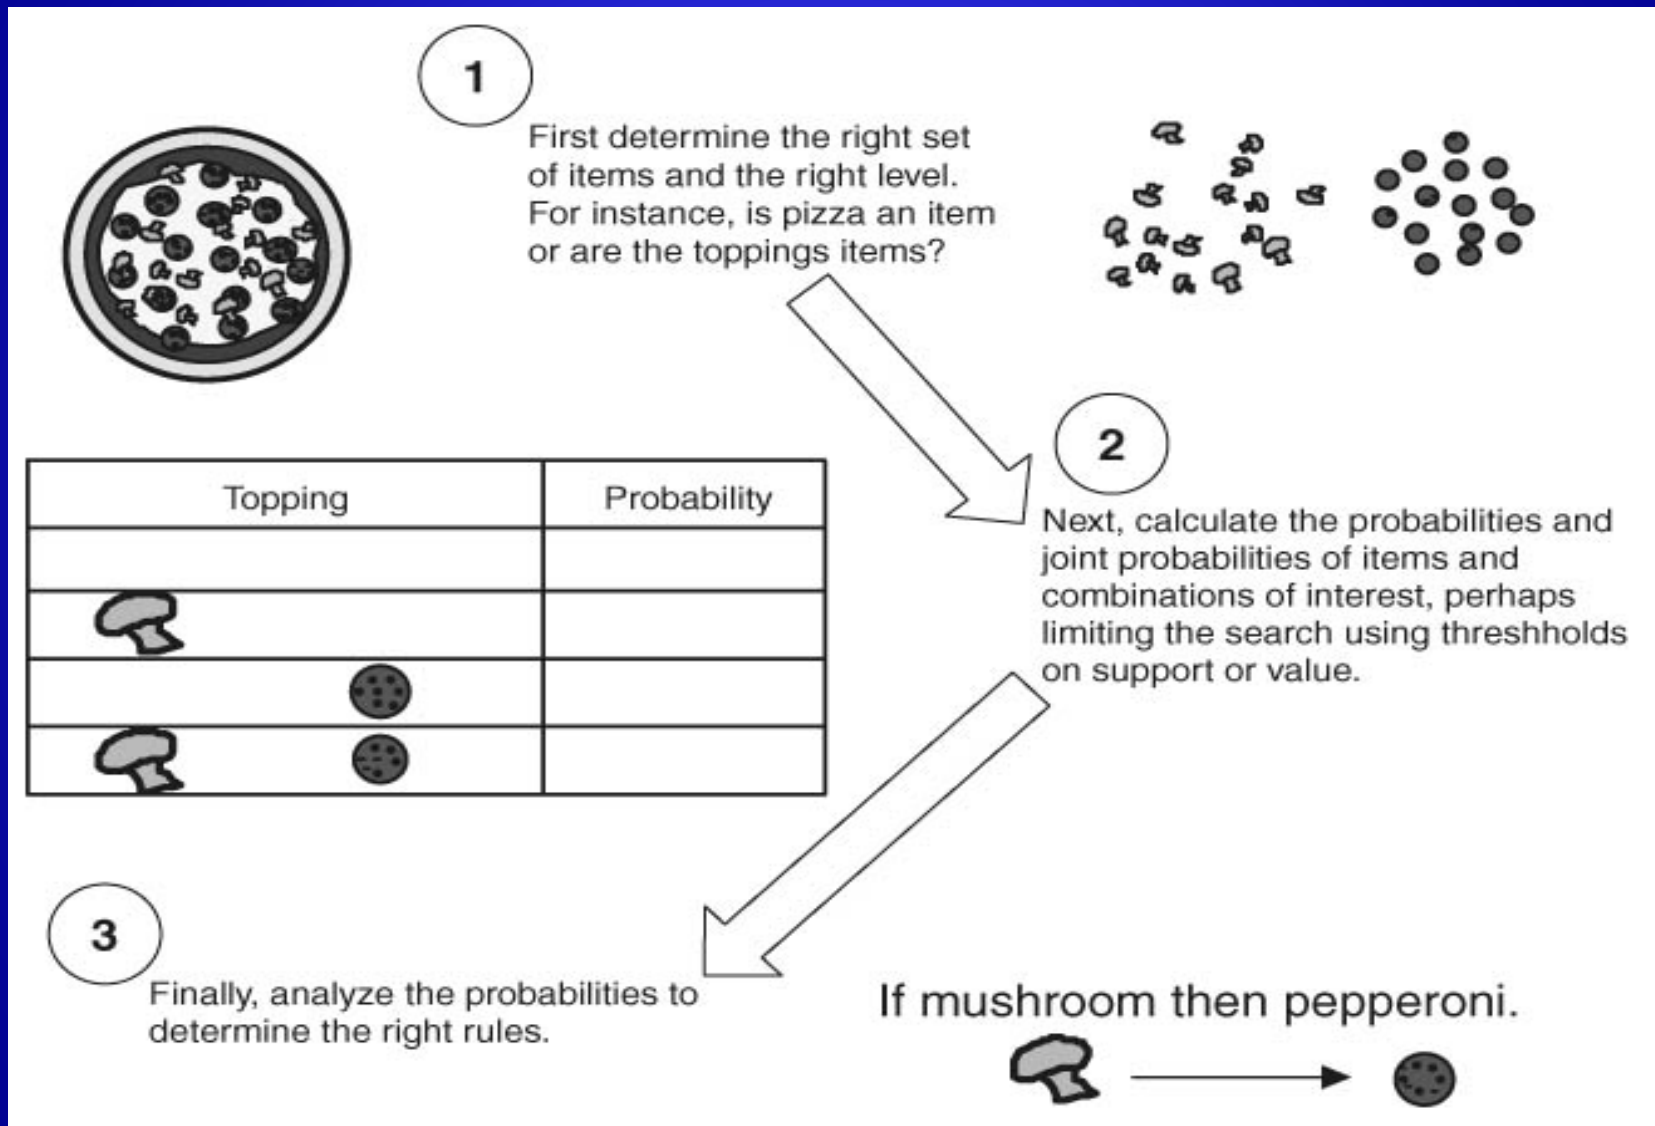 1
First determine the right set
of items and the right level.
For instance, is pizza an item
or are the toppings items?
2
Next, calculate the probabilities and
joint probabilities of items and
combinations of interest, perhaps
limiting the search using threshholds
on support or value.
Topping Probability
3
Finally, analyze the probabilities to
determine the right rules.
If mushroom then pepperoni.